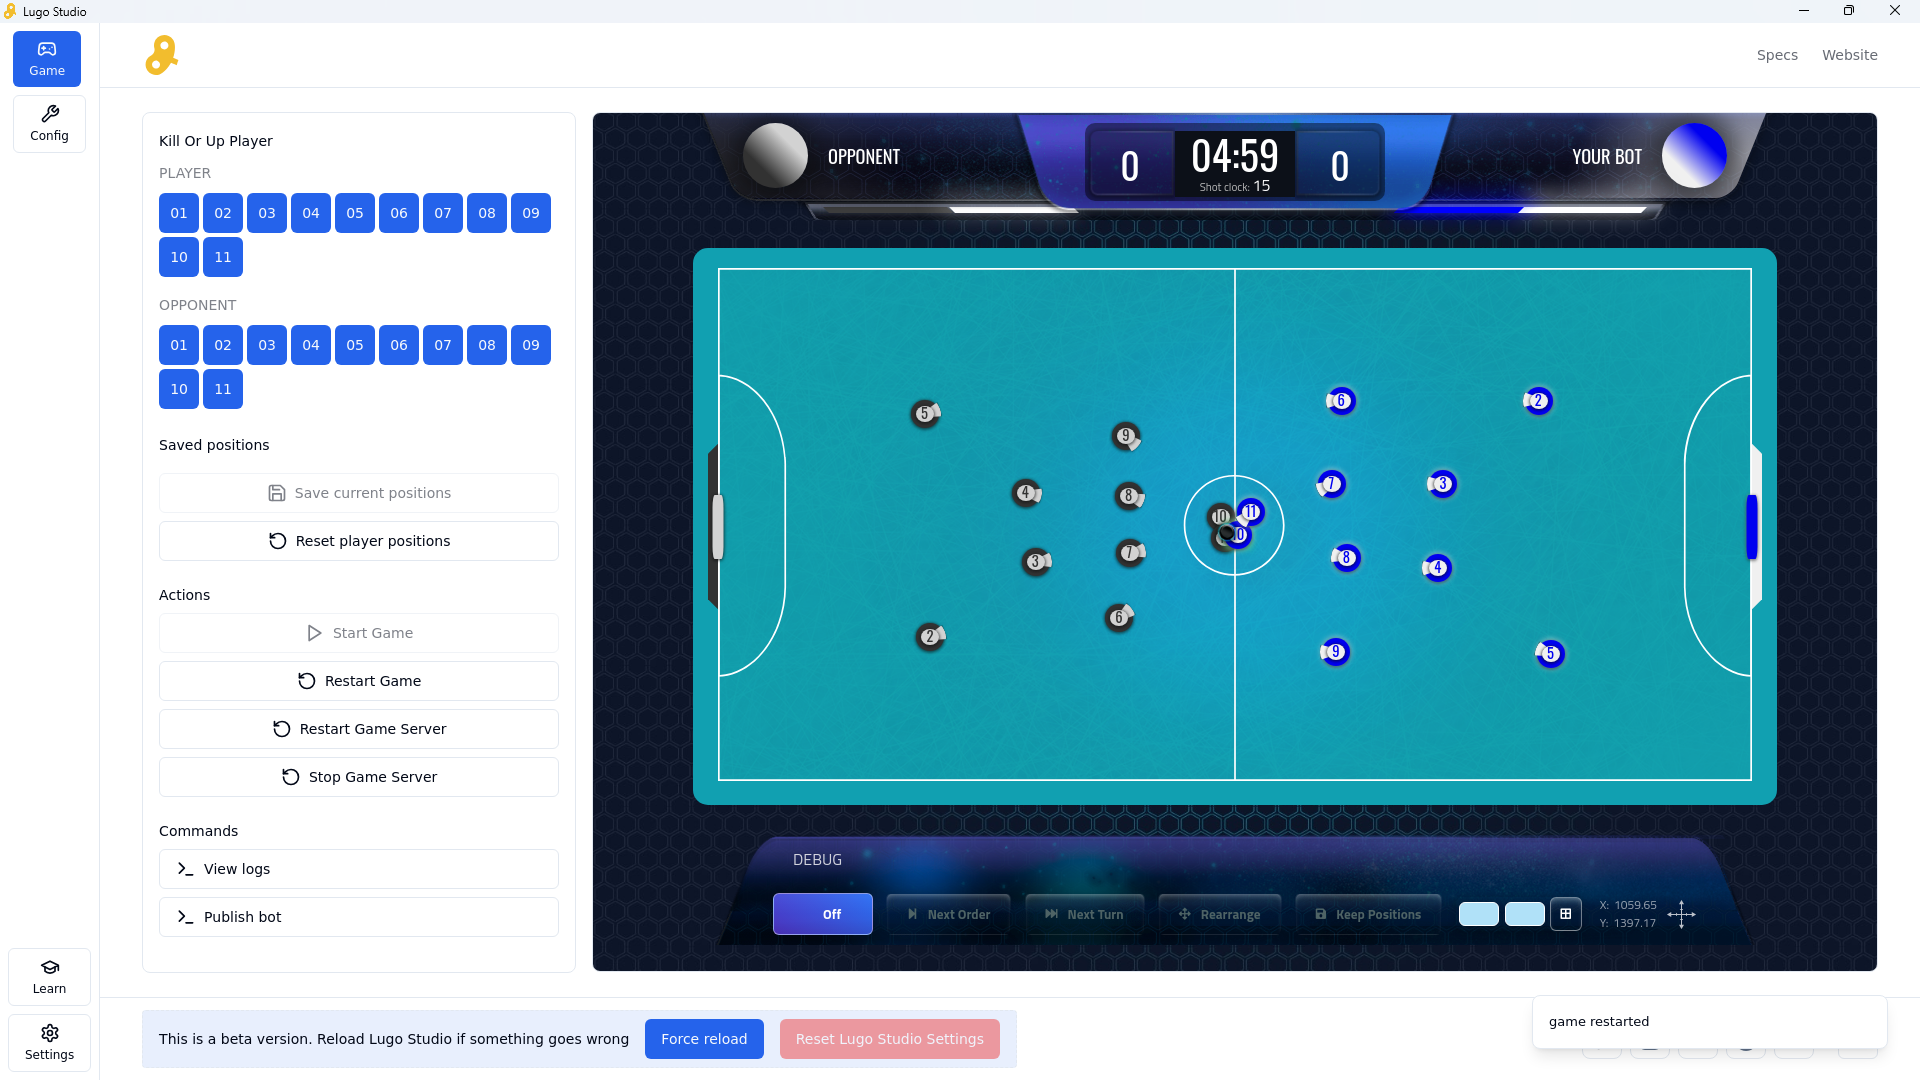 Lugo Studio
Game
Config
Learn
Settings
Specs
Website
Kill Or Up Player
PLAYER
01 02 03 04 05 06 07 08 09
10 11
OPPONENT
01 02 03 04 05 06 07 08 09
10 11
Saved positions
Save current positions
Reset player positions
Actions
Start Game
Restart Game
Restart Game Server
Stop Game Server
Commands
View logs
Publish bot
OPPONENT
0
04:59
Shot clock: 15
0
YOUR BOT
5
9
4
8
3
7
2
6
10
11
10
6
2
7
3
8
4
9
5
DEBUG
Off
Next Order
Next Turn
Rearrange
Keep Positions
X: 1059.65
Y: 1397.17
This is a beta version. Reload Lugo Studio if something goes wrong
Force reload
Reset Lugo Studio Settings
game restarted